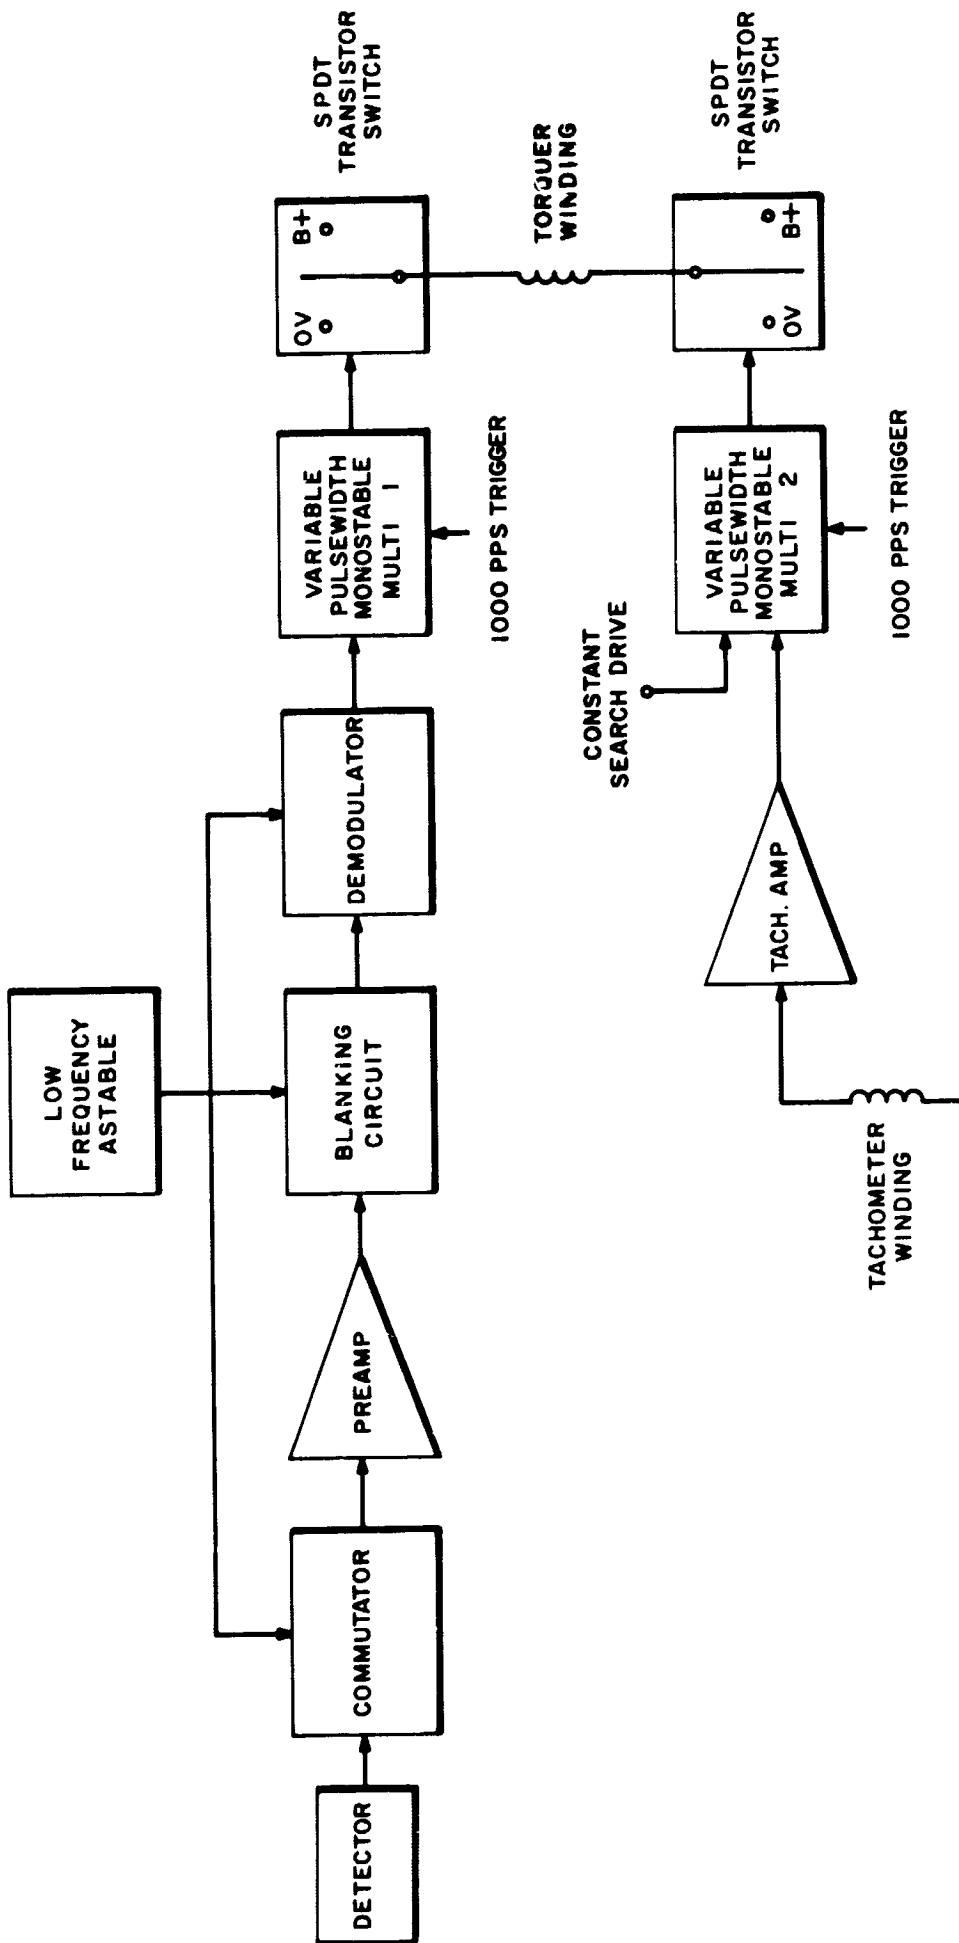 LOW
FREQUENCY
ASTABLE
DETECTOR
COMMUTATOR
PREAMP
BLANKING
CIRCUIT
DEMODULATOR
VARIABLE
PULSEWIDTH
MONOSTABLE
MULTI 1
1000 PPS TRIGGER
OV
B+
SPDT
TRANSISTOR
SWITCH
TORQUER
WINDING
TACHOMETER
WINDING
TACH. AMP
CONSTANT
SEARCH DRIVE
VARIABLE
PULSEWIDTH
MONOSTABLE
MULTI 2
1000 PPS TRIGGER
OV
B+
SPDT
TRANSISTOR
SWITCH